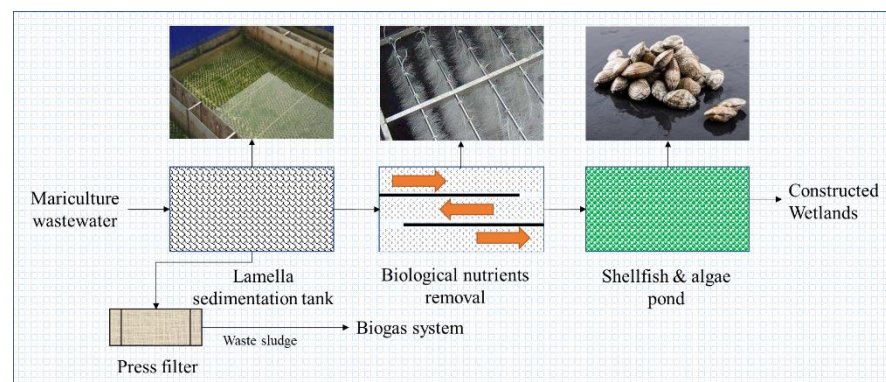 Mariculture
wastewater
Lamella
sedimentation tank
Biological nutrients
removal
Shellfish & algae
pond
Constructed
Wetlands
Press filter
Waste sludge
Biogas system